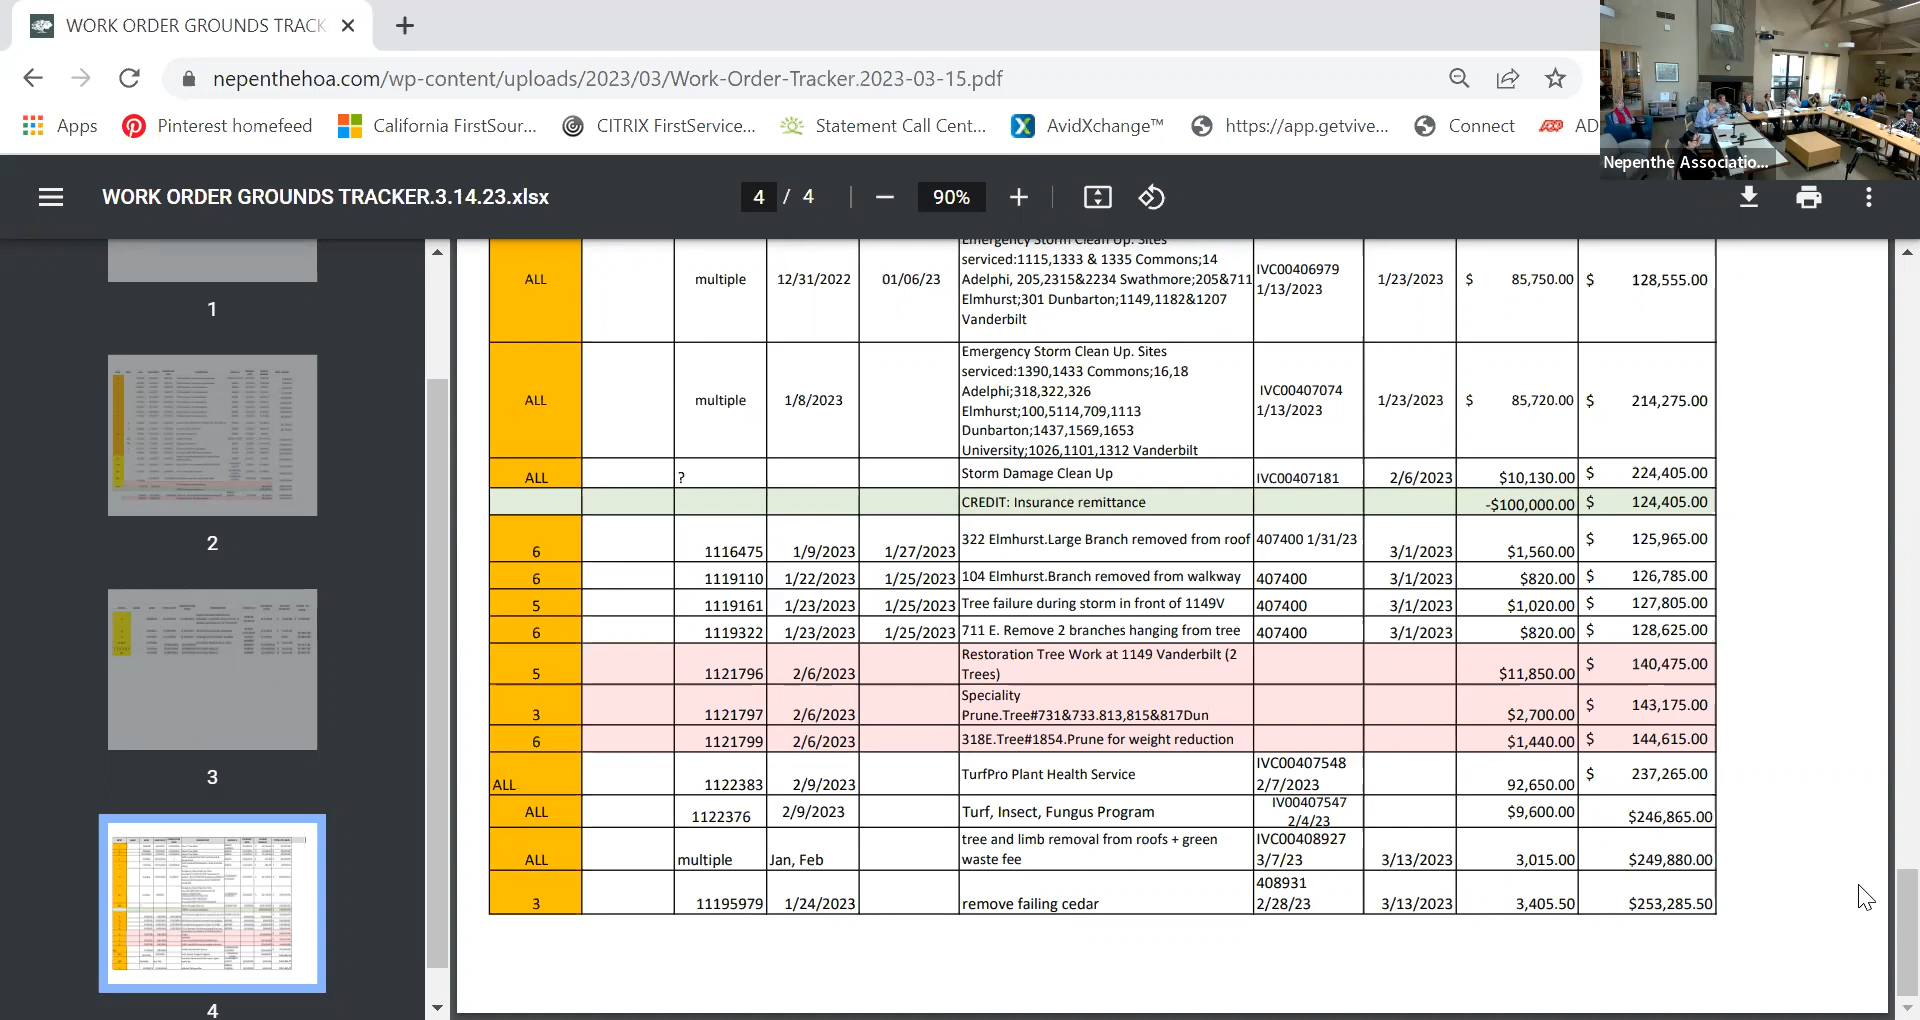 WORK ORDER GROUNDS TRACK
nepenthehoa.com/wp-content/uploads/2023/03/Work-Order-Tracker.2023-03-15.pdf
Apps Pinterest homefeed California FirstSour... CITRIX FirstService... Statement Call Cent... AvidXchange™ https://app.getvive... Connect AD
Nepenthe Associatio...
WORK ORDER GROUNDS TRACKER.3.14.23.xlsx 4 / 4 90%
1
2
3
4
Emergency Storm Clean Up. Sites
serviced:1115,1333 & 1335 Commons;14
Adelphi, 205,2315&2234 Swathmore;205&711
Elmhurst;301 Dunbarton;1149,1182&1207
Vanderbilt
ALL multiple 12/31/2022 01/06/23 IVC00406979 1/23/2023 $ 85,750.00 $ 128,555.00
1/13/2023
Emergency Storm Clean Up. Sites
serviced:1390,1433 Commons;16,18
Adelphi;318,322,326
Elmhurst;100,5114,709,1113
Dunbarton;1437,1569,1653
University;1026,1101,1312 Vanderbilt
ALL multiple 1/8/2023 IVC00407074 1/23/2023 $ 85,720.00 $ 214,275.00
1/13/2023
ALL ? Storm Damage Clean Up IVC00407181 2/6/2023 $10,130.00 $ 224,405.00
CREDIT: Insurance remittance -$100,000.00 $ 124,405.00
6 1116475 1/9/2023 1/27/2023 322 Elmhurst.Large Branch removed from roof 407400 1/31/23 3/1/2023 $1,560.00 $ 125,965.00
6 1119110 1/22/2023 1/25/2023 104 Elmhurst.Branch removed from walkway 407400 3/1/2023 $820.00 $ 126,785.00
5 1119161 1/23/2023 1/25/2023 Tree failure during storm in front of 1149V 407400 3/1/2023 $1,020.00 $ 127,805.00
6 1119322 1/23/2023 1/25/2023 711 E. Remove 2 branches hanging from tree 407400 3/1/2023 $820.00 $ 128,625.00
Restoration Tree Work at 1149 Vanderbilt (2
Trees)
5 1121796 2/6/2023 $11,850.00 $ 140,475.00
Speciality
Prune.Tree#731&733.813,815&817Dun
3 1121797 2/6/2023 $2,700.00 $ 143,175.00
6 1121799 2/6/2023 318E.Tree#1854.Prune for weight reduction $1,440.00 $ 144,615.00
ALL 1122383 2/9/2023 TurfPro Plant Health Service IVC00407548 92,650.00 $ 237,265.00
2/7/2023
ALL 1122376 2/9/2023 Turf, Insect, Fungus Program IV00407547 $9,600.00 $246,865.00
2/4/23
tree and limb removal from roofs + green
waste fee
ALL multiple Jan, Feb IVC00408927 3/13/2023 3,015.00 $249,880.00
3/7/23
3 11195979 1/24/2023 remove failing cedar 408931 3/13/2023 3,405.50 $253,285.50
2/28/23